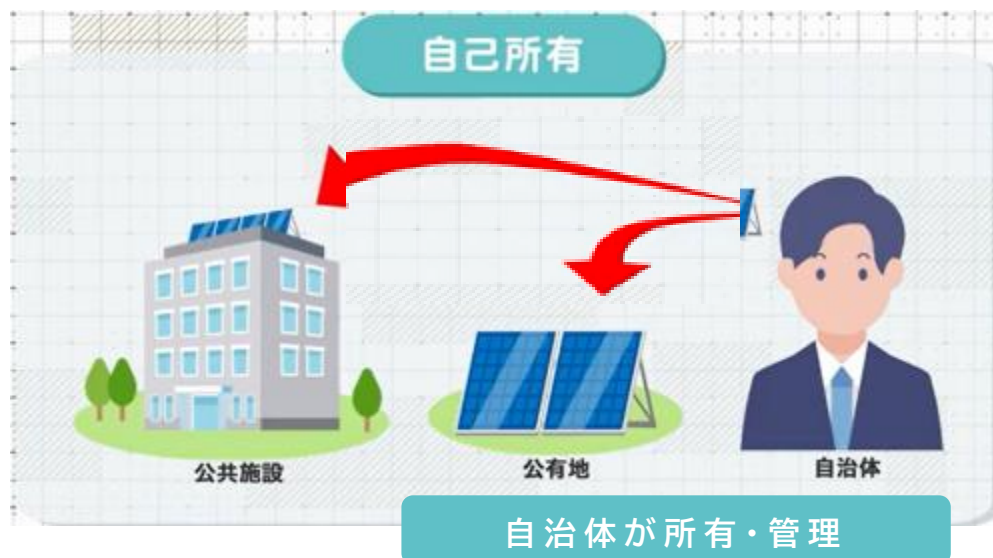 自己所有
公共施設
公有地
自治体
自治体が所有・管理